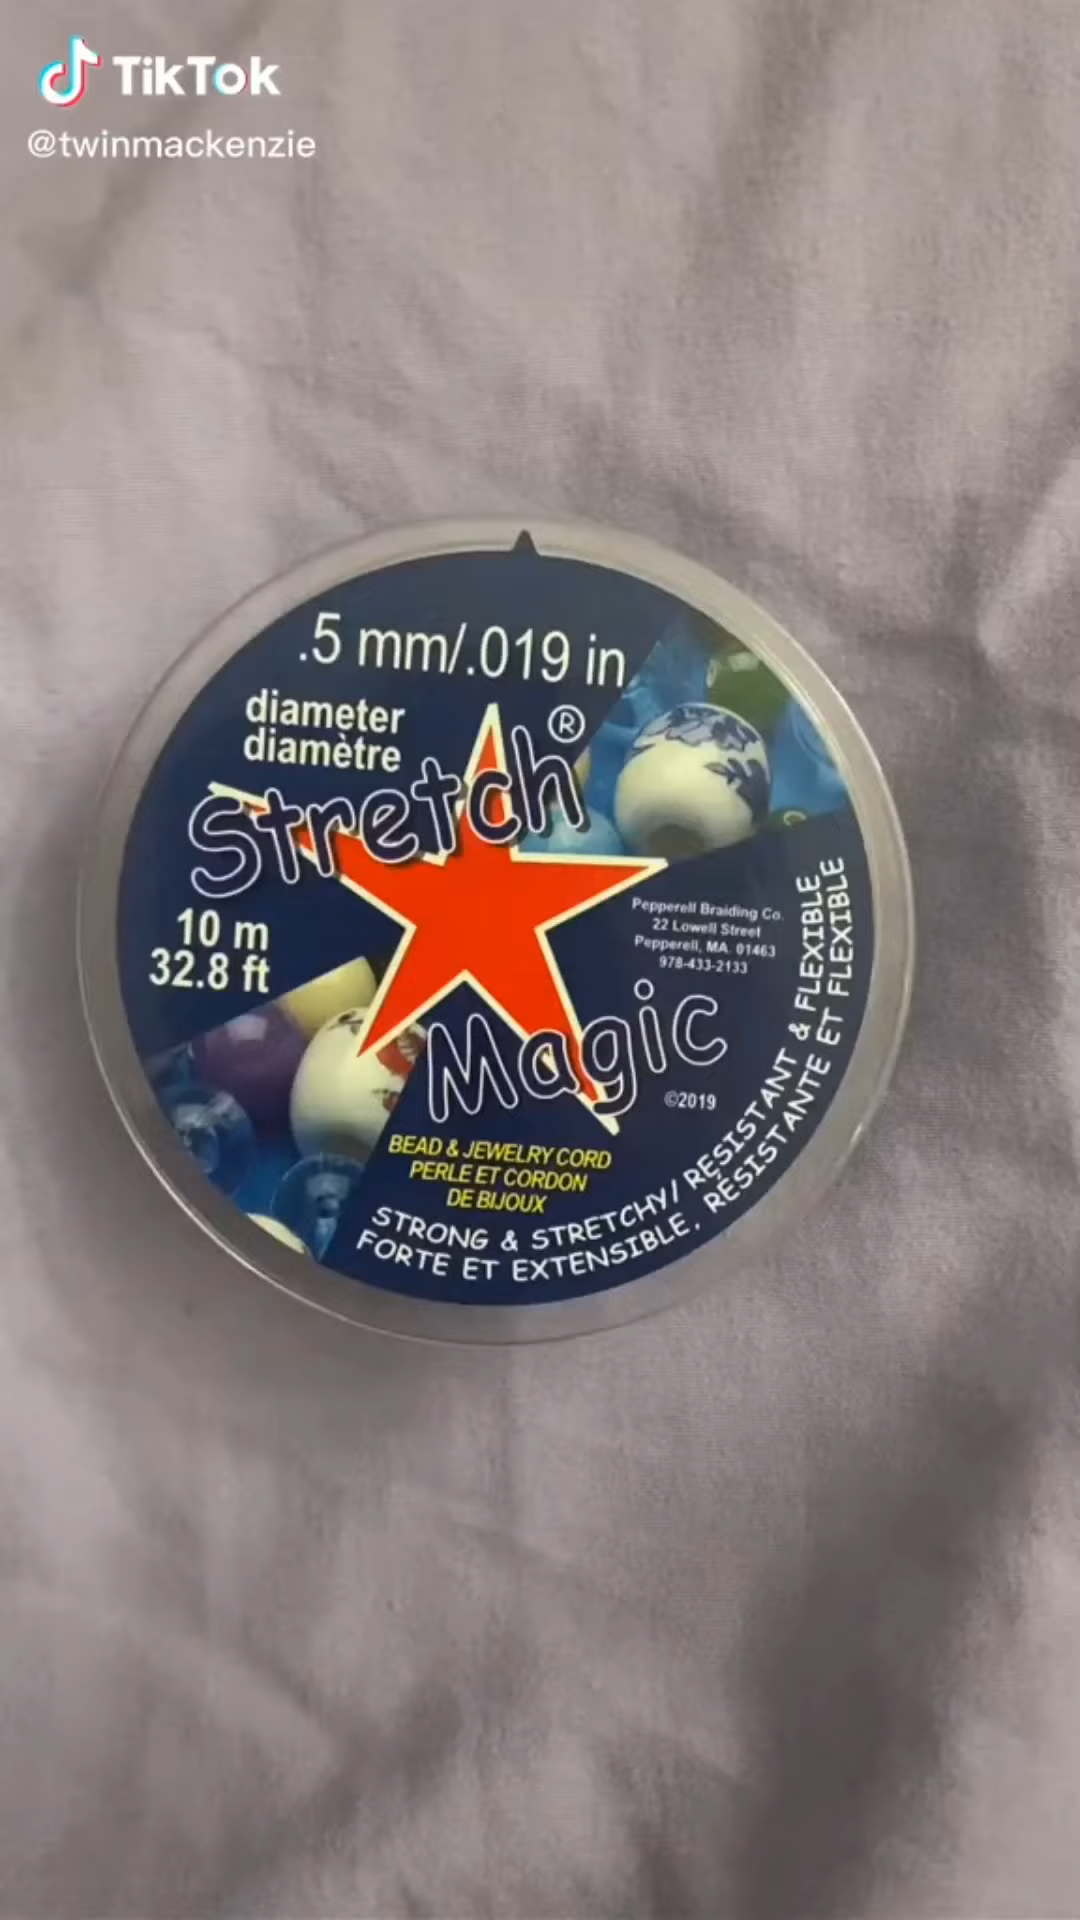 TikTok
@twinmackenzie
.5 mm/.019 in
diameter
diamètre
Stretch®
10 m
32.8 ft
Pepperell Braiding Co.
22 Lowell Street
Pepperell, MA. 01463
978-433-2133
Magic
©2019
BEAD & JEWELRY CORD
PERLE ET CORDON
DE BIJOUX
STRONG & STRETCHY/ RESISTANT & FLEXIBLE
FORTE ET EXTENSIBLE, RÉSISTANTE ET FLEXIBLE